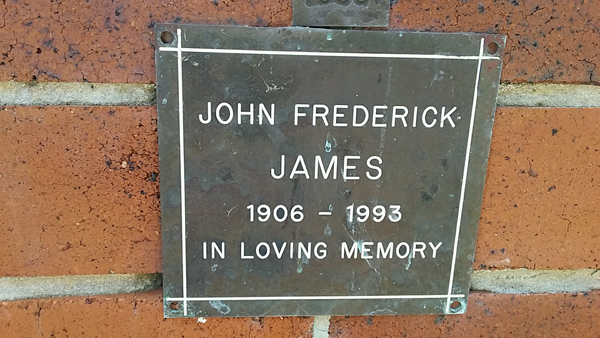 JOHN FREDERICK
JAMES
1906 - 1993
IN LOVING MEMORY